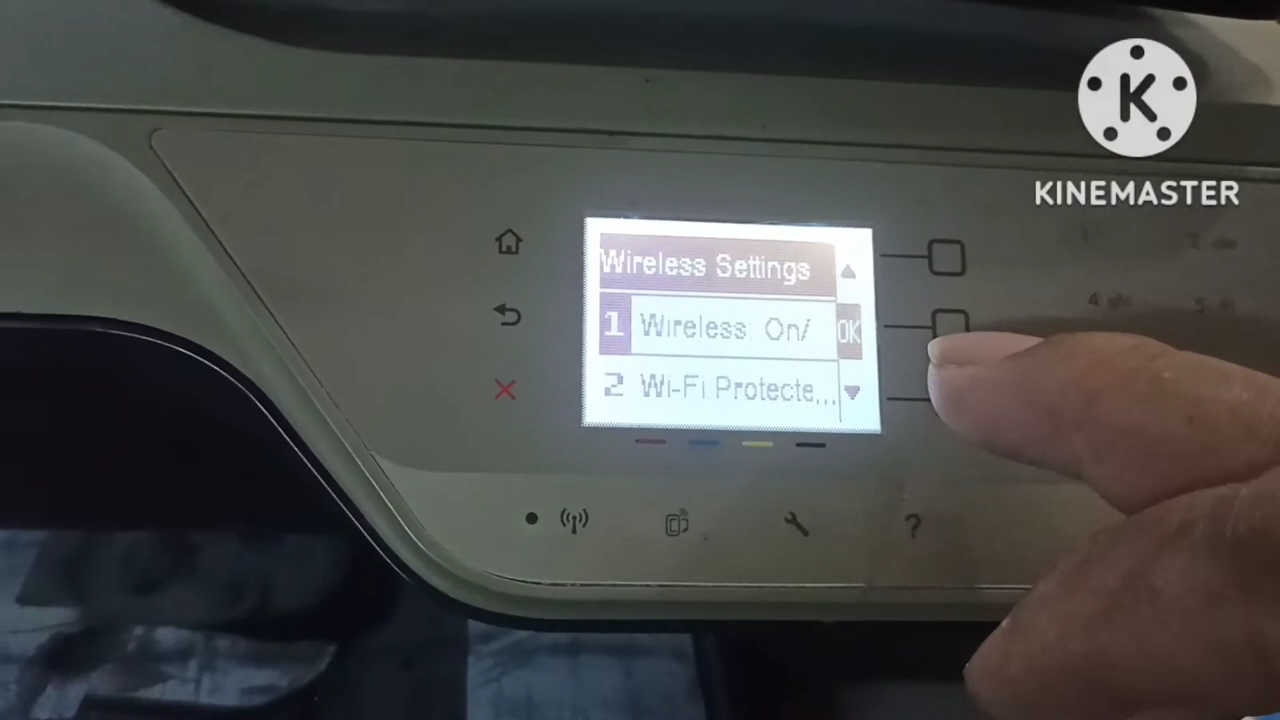 K
KINEMASTER
Wireless Settings
1 Wireless On/ OK
2 Wi-Fi Protecte...
?